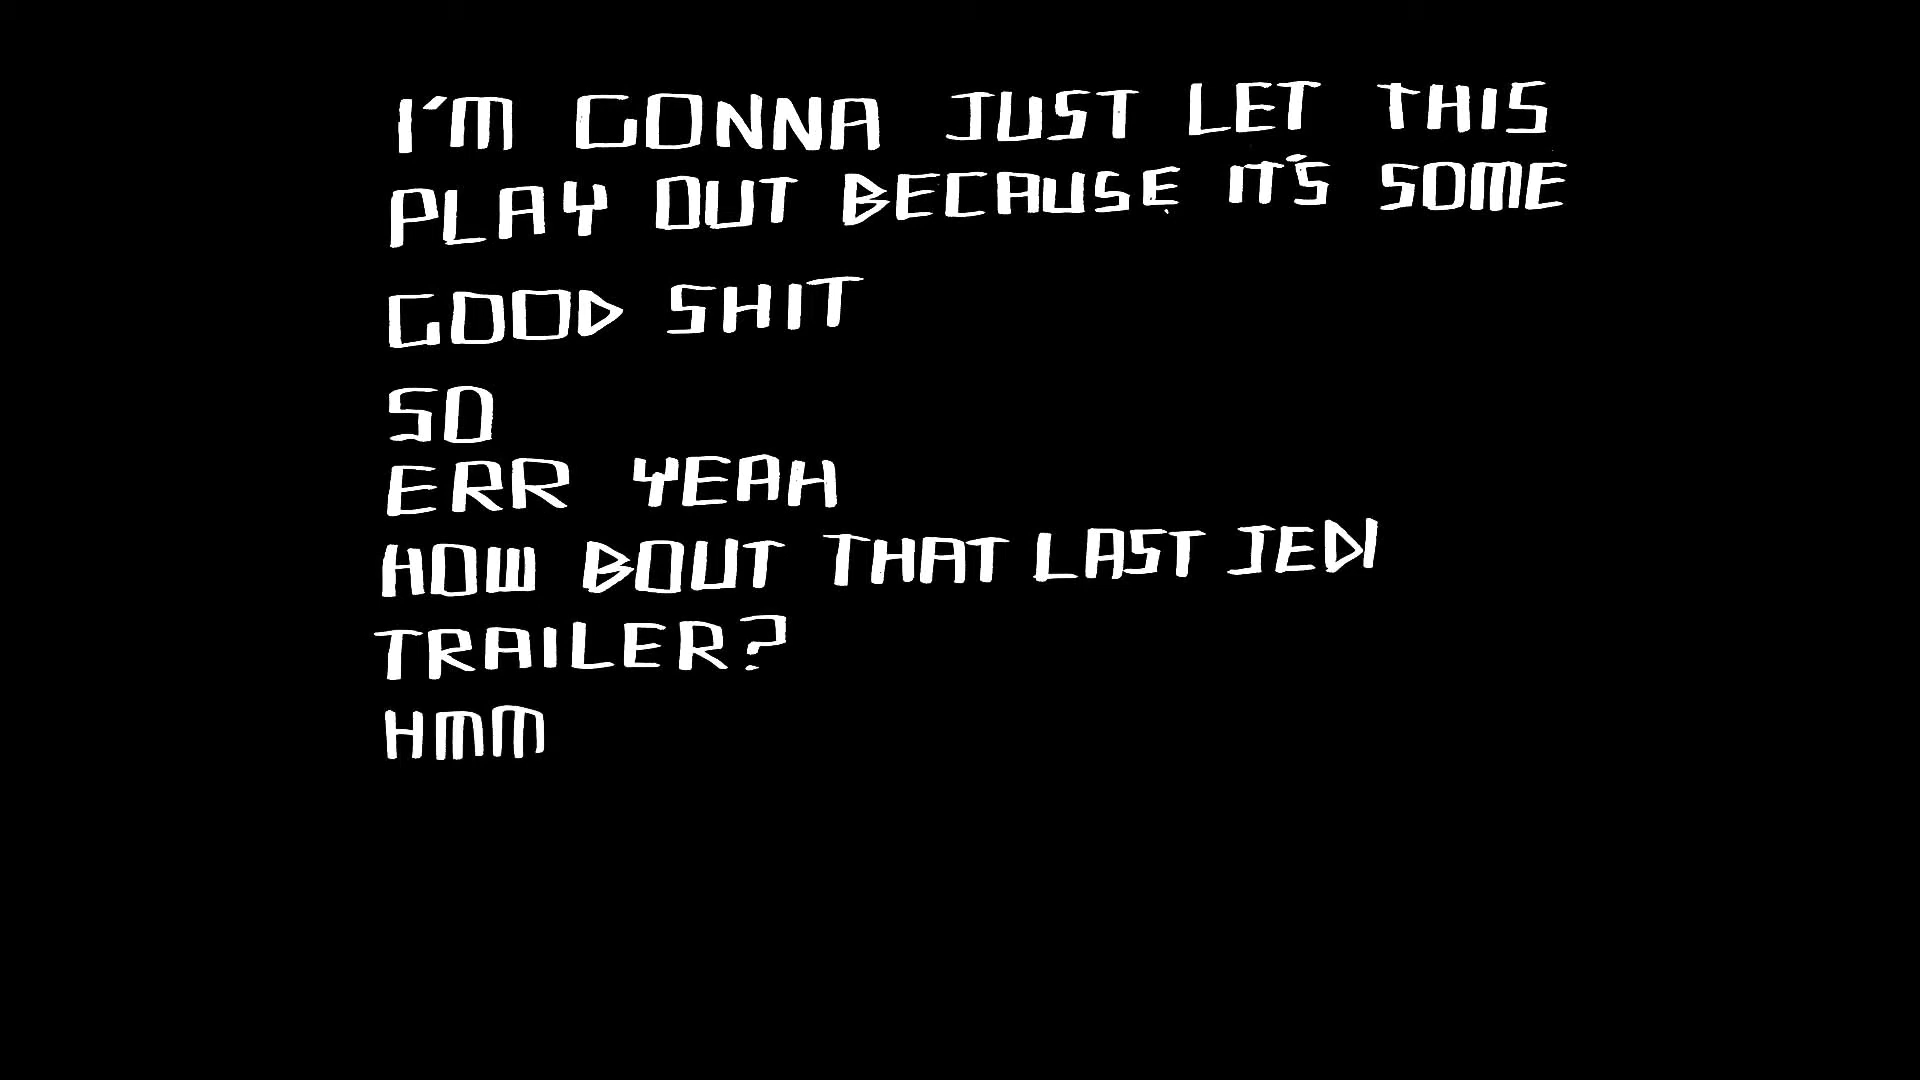 I'M GONNA JUST LET THIS
PLAY OUT BECAUSE IT'S SOME
GOOD SHIT
SO
ERR YEAH
HOW BOUT THAT LAST JEDI
TRAILER?
HMM